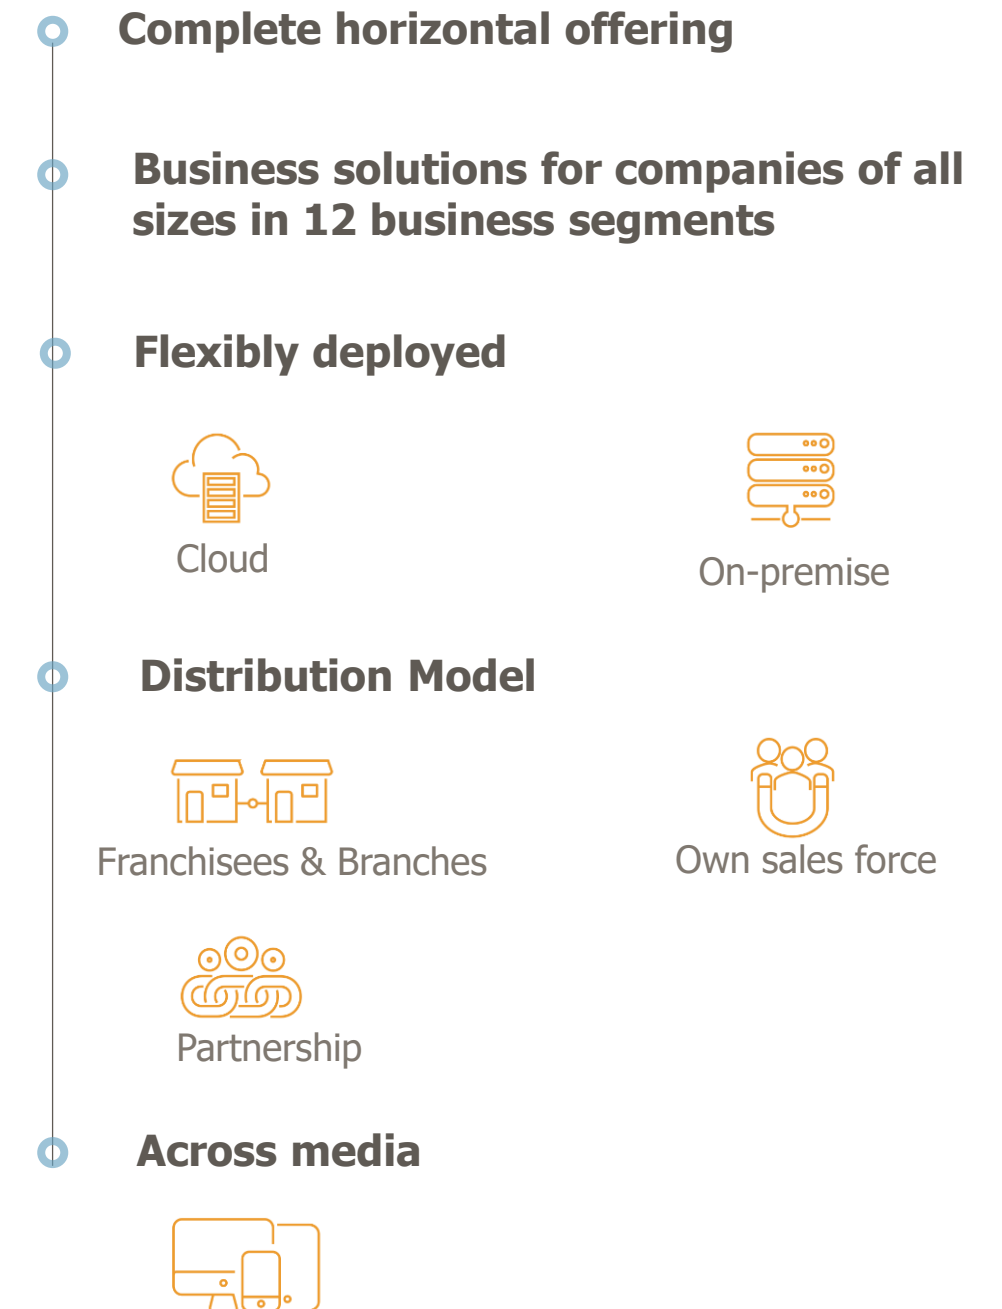 Complete horizontal offering
Business solutions for companies of all
sizes in 12 business segments
Flexibly deployed
Cloud
On-premise
Distribution Model
Franchisees & Branches
Own sales force
Partnership
Across media